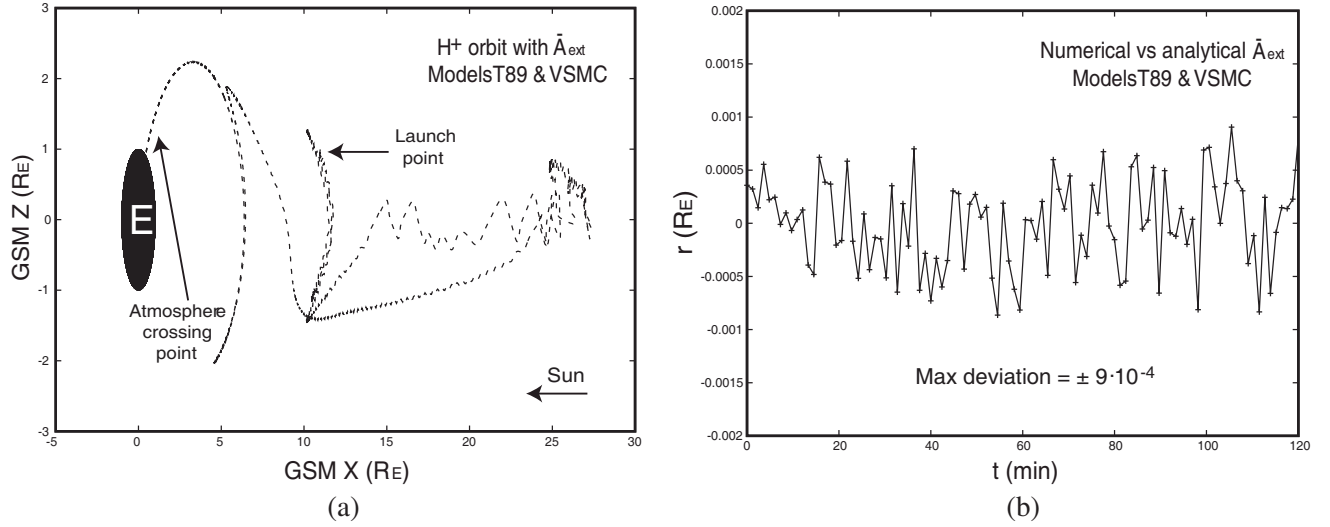 3
2
1
0
-1
-2
-3
-5
0
5
10
15
20
25
30
GSM Z (RE)
GSM X (RE)
H+ orbit with Āext
ModelsT89 & VSMC
Launch
point
E
Atmosphere
crossing
point
Sun
(a)
0.002
0.0015
0.001
0.0005
0
-0.0005
-0.001
-0.0015
-0.002
0
20
40
60
80
100
120
r (RE)
t (min)
Numerical vs analytical Āext
ModelsT89 & VSMC
Max deviation = ± 9·10-4
(b)